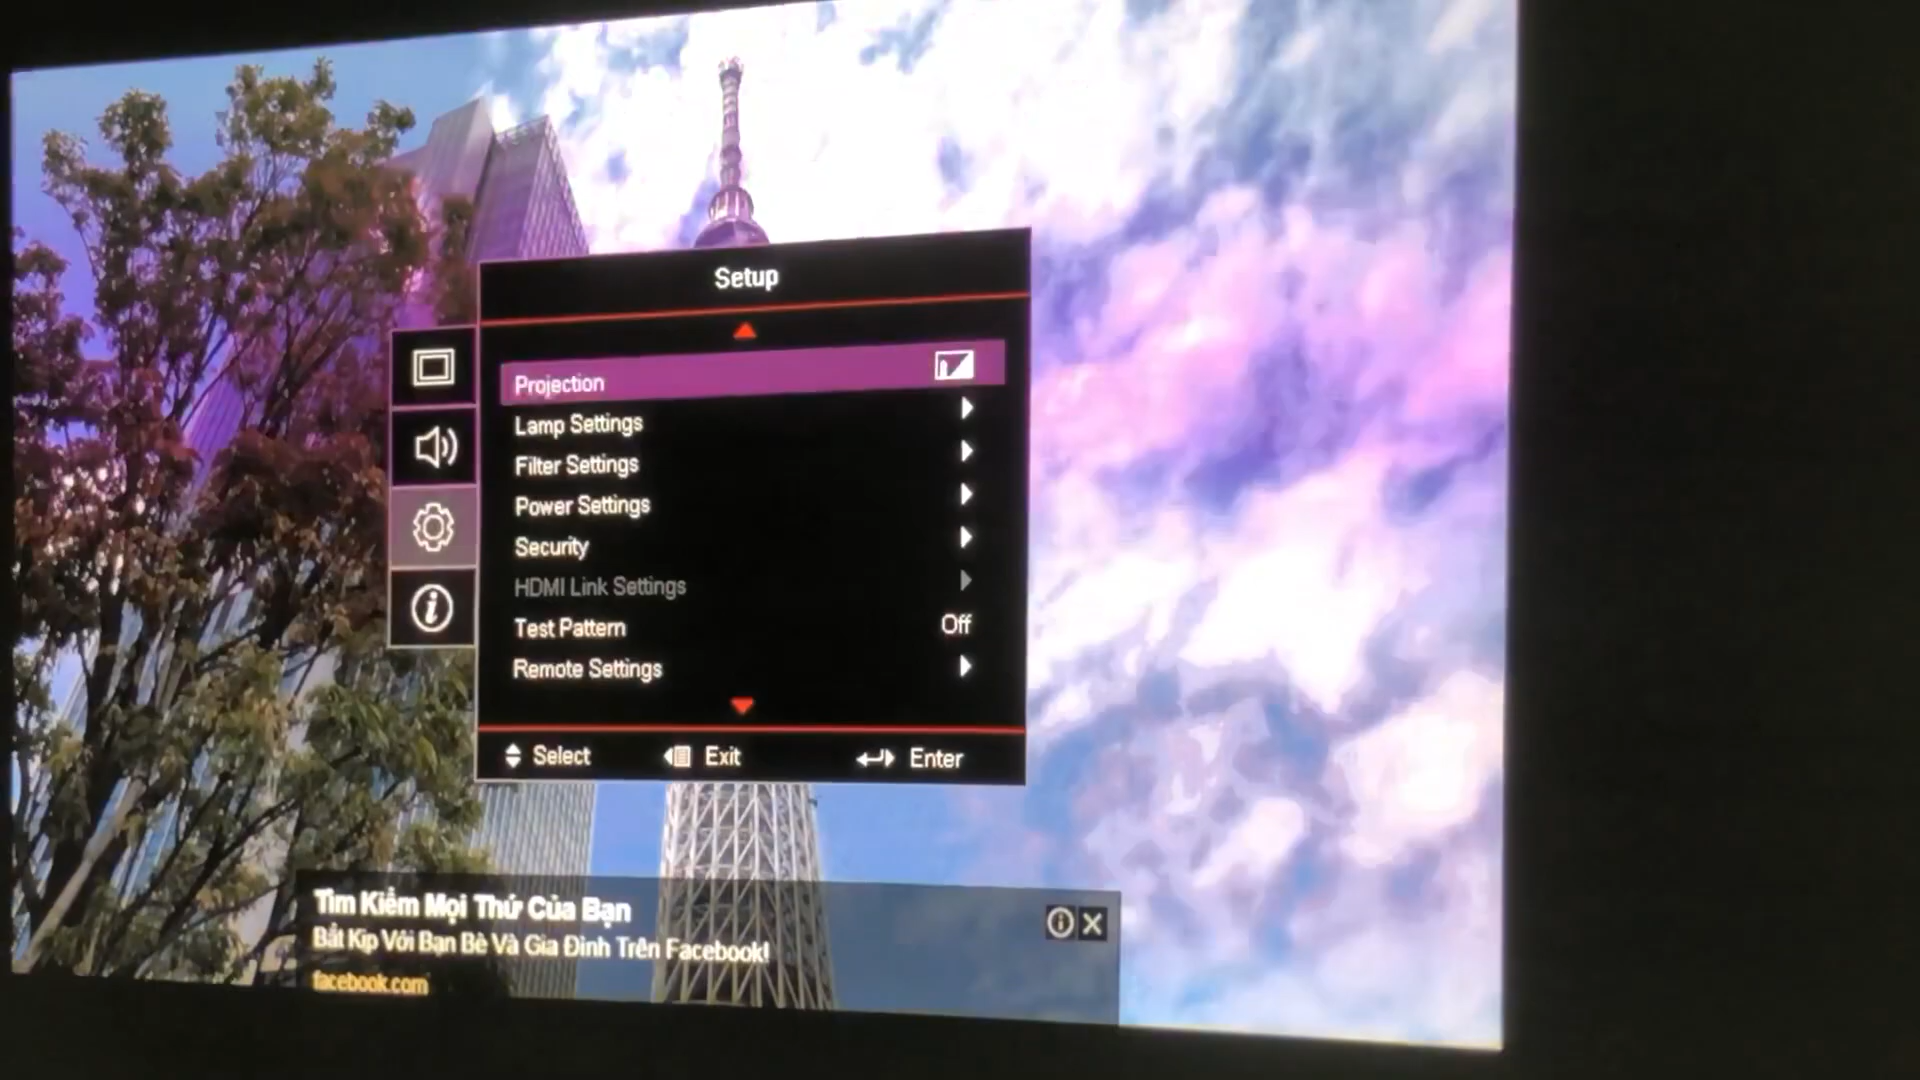 Setup
Projection
Lamp Settings
Filter Settings
Power Settings
Security
HDMI Link Settings
Test Pattern Off
Remote Settings
Select Exit Enter
Tìm Kiếm Mọi Thứ Của Bạn
Bắt Kịp Với Bạn Bè Và Gia Đình Trên Facebook!
facebook.com